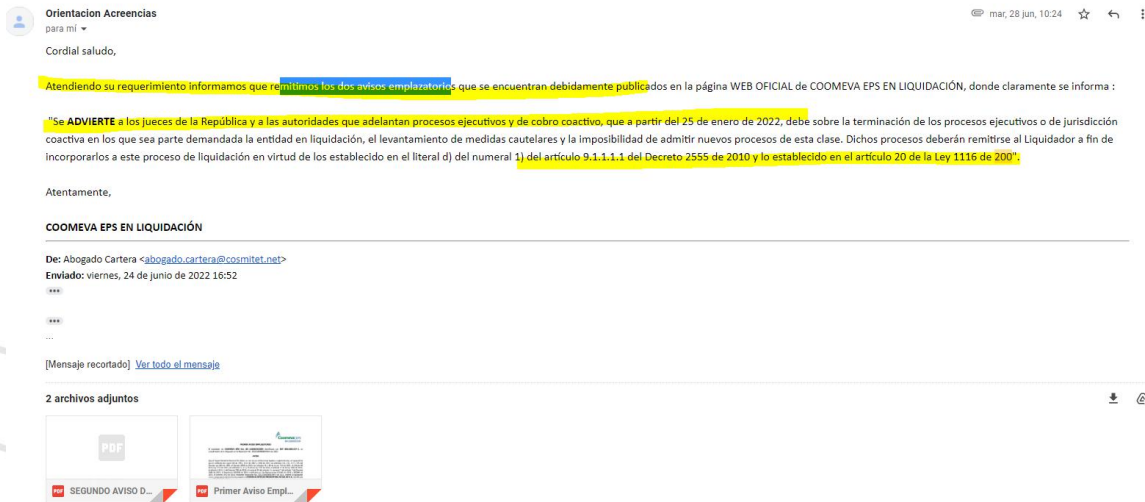 Orientacion Acreencias
mar, 28 jun, 10:24
para mí
Cordial saludo,
Atendiendo su requerimiento informamos que remitimos los dos avisos emplazatorios que se encuentran debidamente publicados en la página WEB OFICIAL de COOMEVA EPS EN LIQUIDACIÓN, donde claramente se informa :
"Se ADVIERTE a los jueces de la República y a las autoridades que adelantan procesos ejecutivos y de cobro coactivo, que a partir del 25 de enero de 2022, debe sobre la terminación de los procesos ejecutivos o de jurisdicción
coactiva en los que sea parte demandada la entidad en liquidación, el levantamiento de medidas cautelares y la imposibilidad de admitir nuevos procesos de esta clase. Dichos procesos deberán remitirse al Liquidador a fin de
incorporarlos a este proceso de liquidación en virtud de los establecido en el literal d) del numeral 1) del artículo 9.1.1.1.1 del Decreto 2555 de 2010 y lo establecido en el artículo 20 de la Ley 1116 de 200".
Atentamente,
COOMEVA EPS EN LIQUIDACIÓN
De: Abogado Cartera <abogado.cartera@cosmitet.net>
Enviado: viernes, 24 de junio de 2022 16:52
...
[Mensaje recortado] Ver todo el mensaje
2 archivos adjuntos
PDF
PDF SEGUNDO AVISO D...
PDF Primer Aviso Empl...